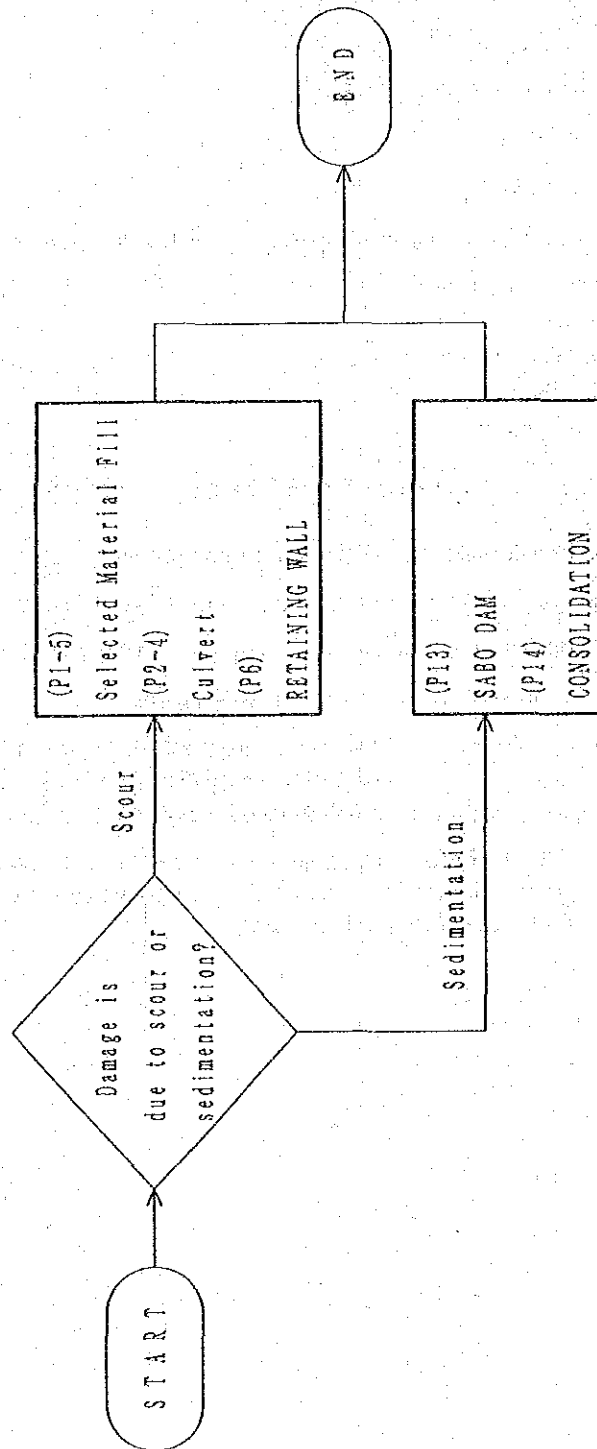 START
Damage is
due to scour or
sedimentation?
Scour
(P1-5)
Selected Material Fill
(P2-4)
Culvert
(P6)
RETAINING WALL
Sedimentation
(P13)
SABO DAM
(P14)
CONSOLIDATION
END